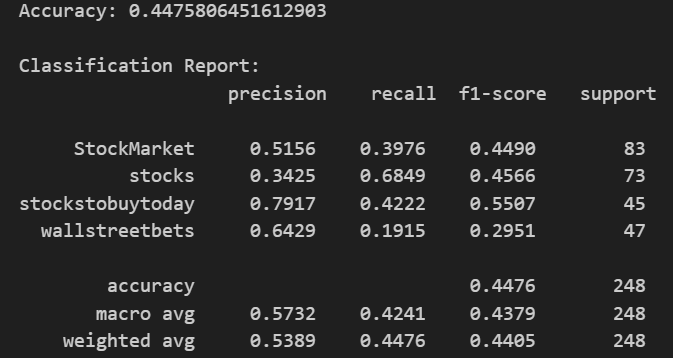 Accuracy: 0.4475806451612903
Classification Report:
precision recall f1-score support
StockMarket 0.5156 0.3976 0.4490 83
stocks 0.3425 0.6849 0.4566 73
stockstobuytoday 0.7917 0.4222 0.5507 45
wallstreetbets 0.6429 0.1915 0.2951 47
accuracy 0.4476 248
macro avg 0.5732 0.4241 0.4379 248
weighted avg 0.5389 0.4476 0.4405 248